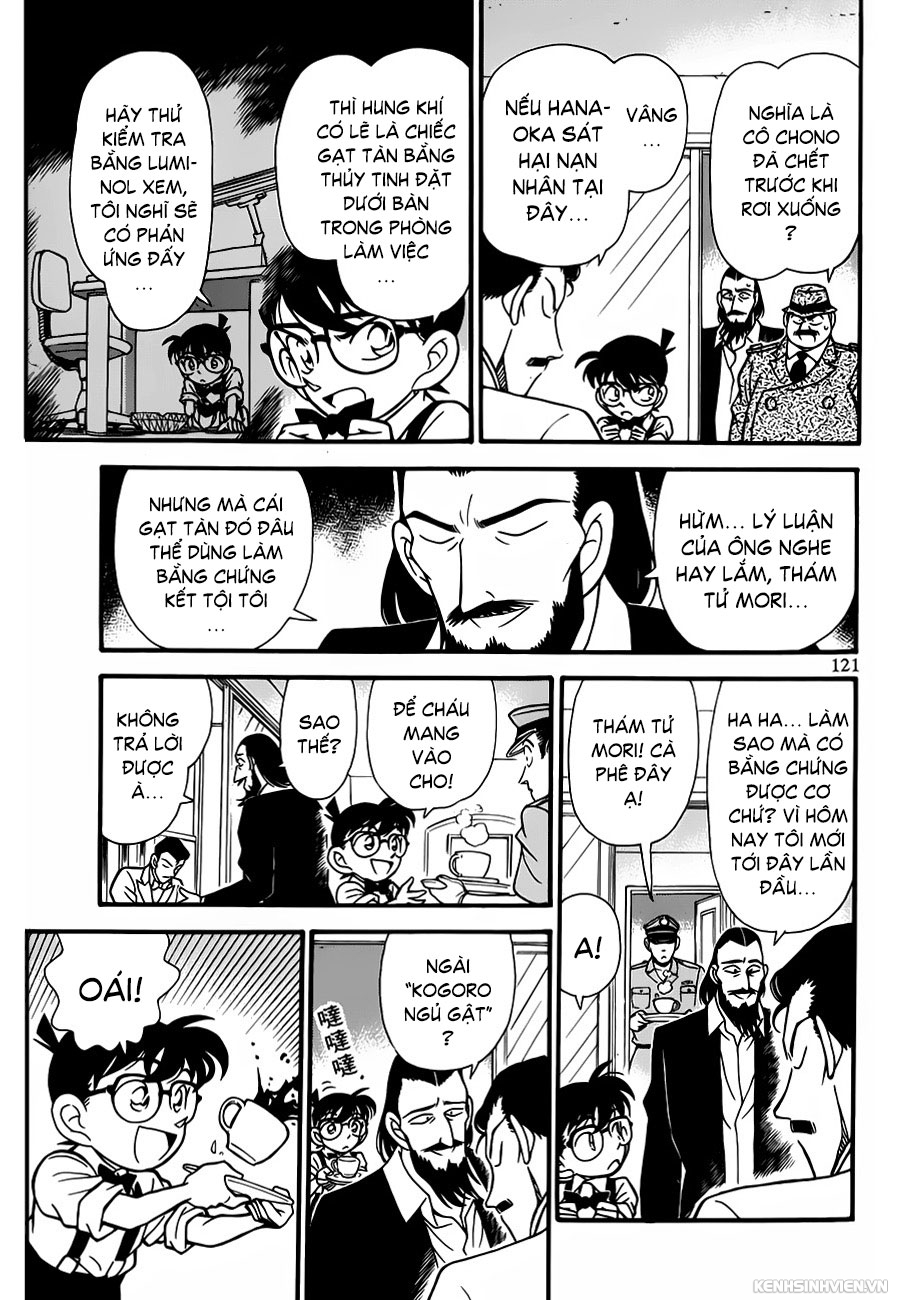 NGHĨA LÀ
CÔ CHONO
ĐÃ CHẾT
TRƯỚC KHI
RƠI XUỐNG
?
VÂNG
...
NẾU HANA-
OKA SÁT
HẠI NẠN
NHÂN TẠI
ĐÂY...
THÌ HUNG KHÍ
CÓ LẼ LÀ CHIẾC
GẠT TÀN BẰNG
THỦY TINH ĐẶT
DƯỚI BÀN
TRONG PHÒNG
LÀM VIỆC
...
HÃY THỬ
KIỂM TRA
BẰNG LUMI-
NOL XEM,
TÔI NGHĨ SẼ
CÓ PHẢN
ỨNG ĐẤY
...
HỪM... LÝ LUẬN
CỦA ÔNG NGHE
HAY LẮM, THÁM
TỬ MORI...
NHƯNG MÀ CÁI
GẠT TÀN ĐÓ ĐÂU
THỂ DÙNG LÀM
BẰNG CHỨNG
KẾT TỘI TÔI
...
121
HA HA... LÀM
SAO MÀ CÓ
BẰNG CHỨNG
ĐƯỢC CƠ
CHỨ? VÌ HÔM
NAY TÔI MỚI
TỚI ĐÂY LẦN
ĐẦU...
THÁM TỬ
MORI! CÀ
PHÊ ĐÂY
Ạ!
A!
ĐỂ CHÁU
MANG
VÀO
CHO!
SAO
THẾ?
KHÔNG
TRẢ LỜI
ĐƯỢC
À...
NGÀI
"KOGORO
NGỦ GẬT"
?
噠噠噠
OÁI!
KENHSINHVIEN.VN